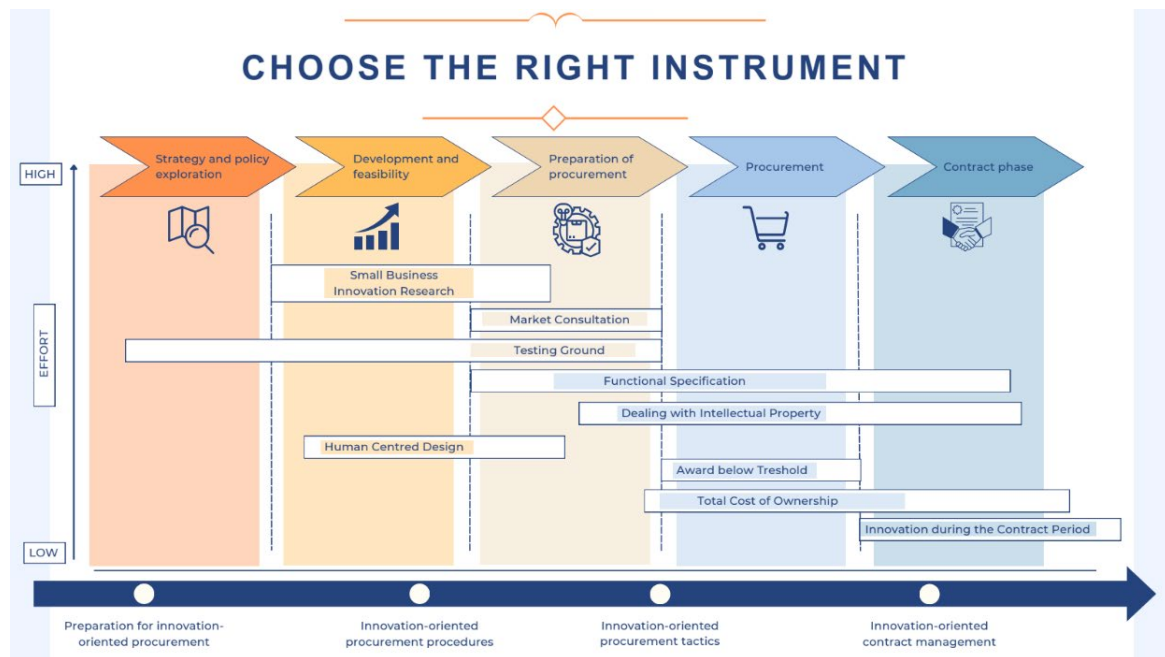 CHOOSE THE RIGHT INSTRUMENT
HIGH
Strategy and policy
exploration
Development and
feasibility
Preparation of
procurement
Procurement
Contract phase
EFFORT
Small Business
Innovation Research
Market Consultation
Testing Ground
Functional Specification
Dealing with Intellectual Property
Human Centred Design
Award below Treshold
Total Cost of Ownership
Innovation during the Contract Period
LOW
Preparation for innovation-
oriented procurement
Innovation-oriented
procurement procedures
Innovation-oriented
procurement tactics
Innovation-oriented
contract management